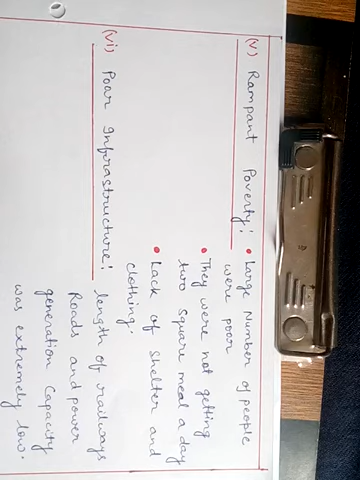 (v) Rampant Poverty: • Large Number of people
were poor
• They were not getting
two square meal a day
• Lack of Shelter and
clothing.
(vi) Poar Infrastructure: length of railways
Roads and power
generation Capacity
was extremely low.